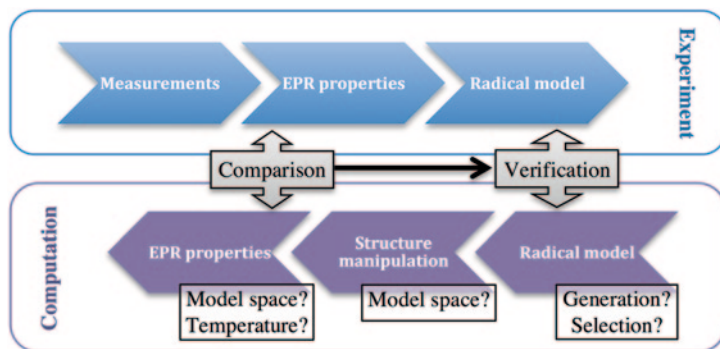 Measurements
EPR properties
Radical model
Experiment
Comparison
Verification
Computation
EPR properties
Structure
manipulation
Radical model
Model space?
Temperature?
Model space?
Generation?
Selection?